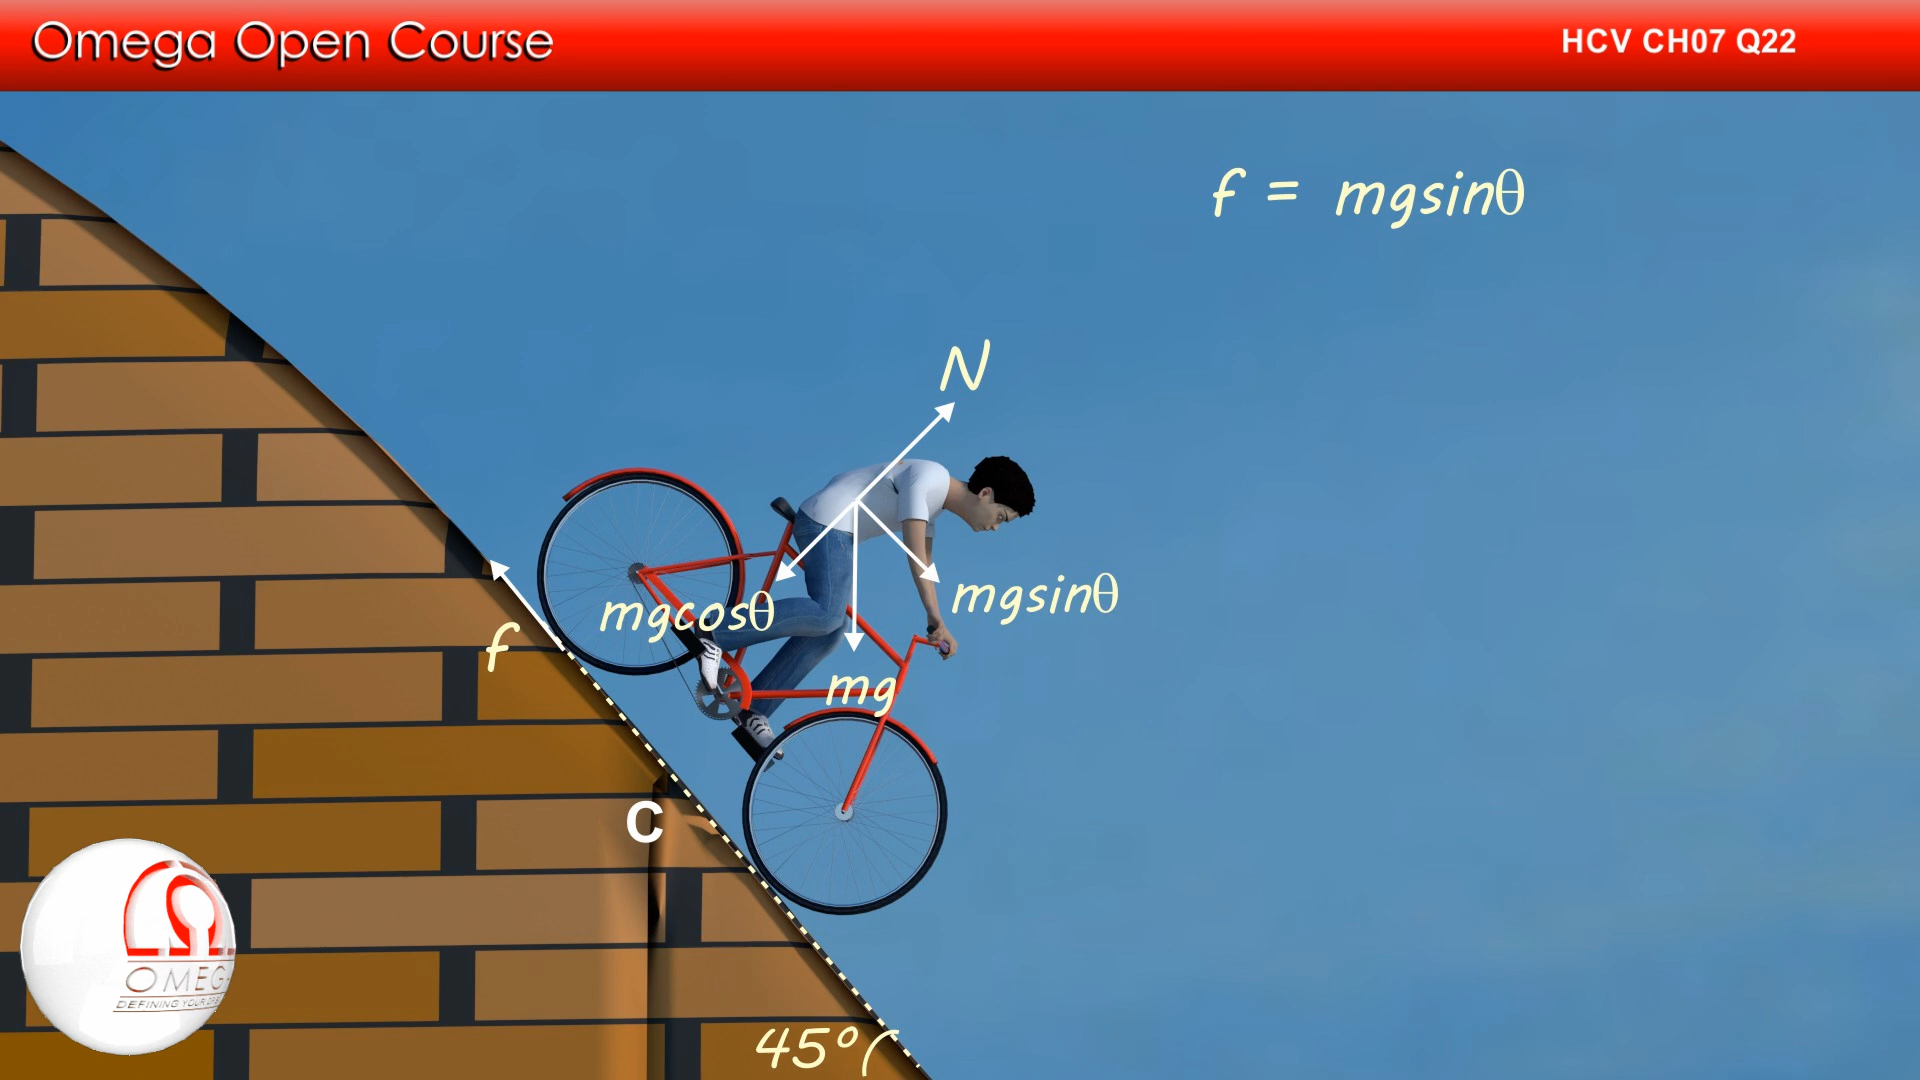 Omega Open Course
HCV CH07 Q22
f = mgsinθ
N
mgcosθ
mgsinθ
f
mg
C
45°
OMEG